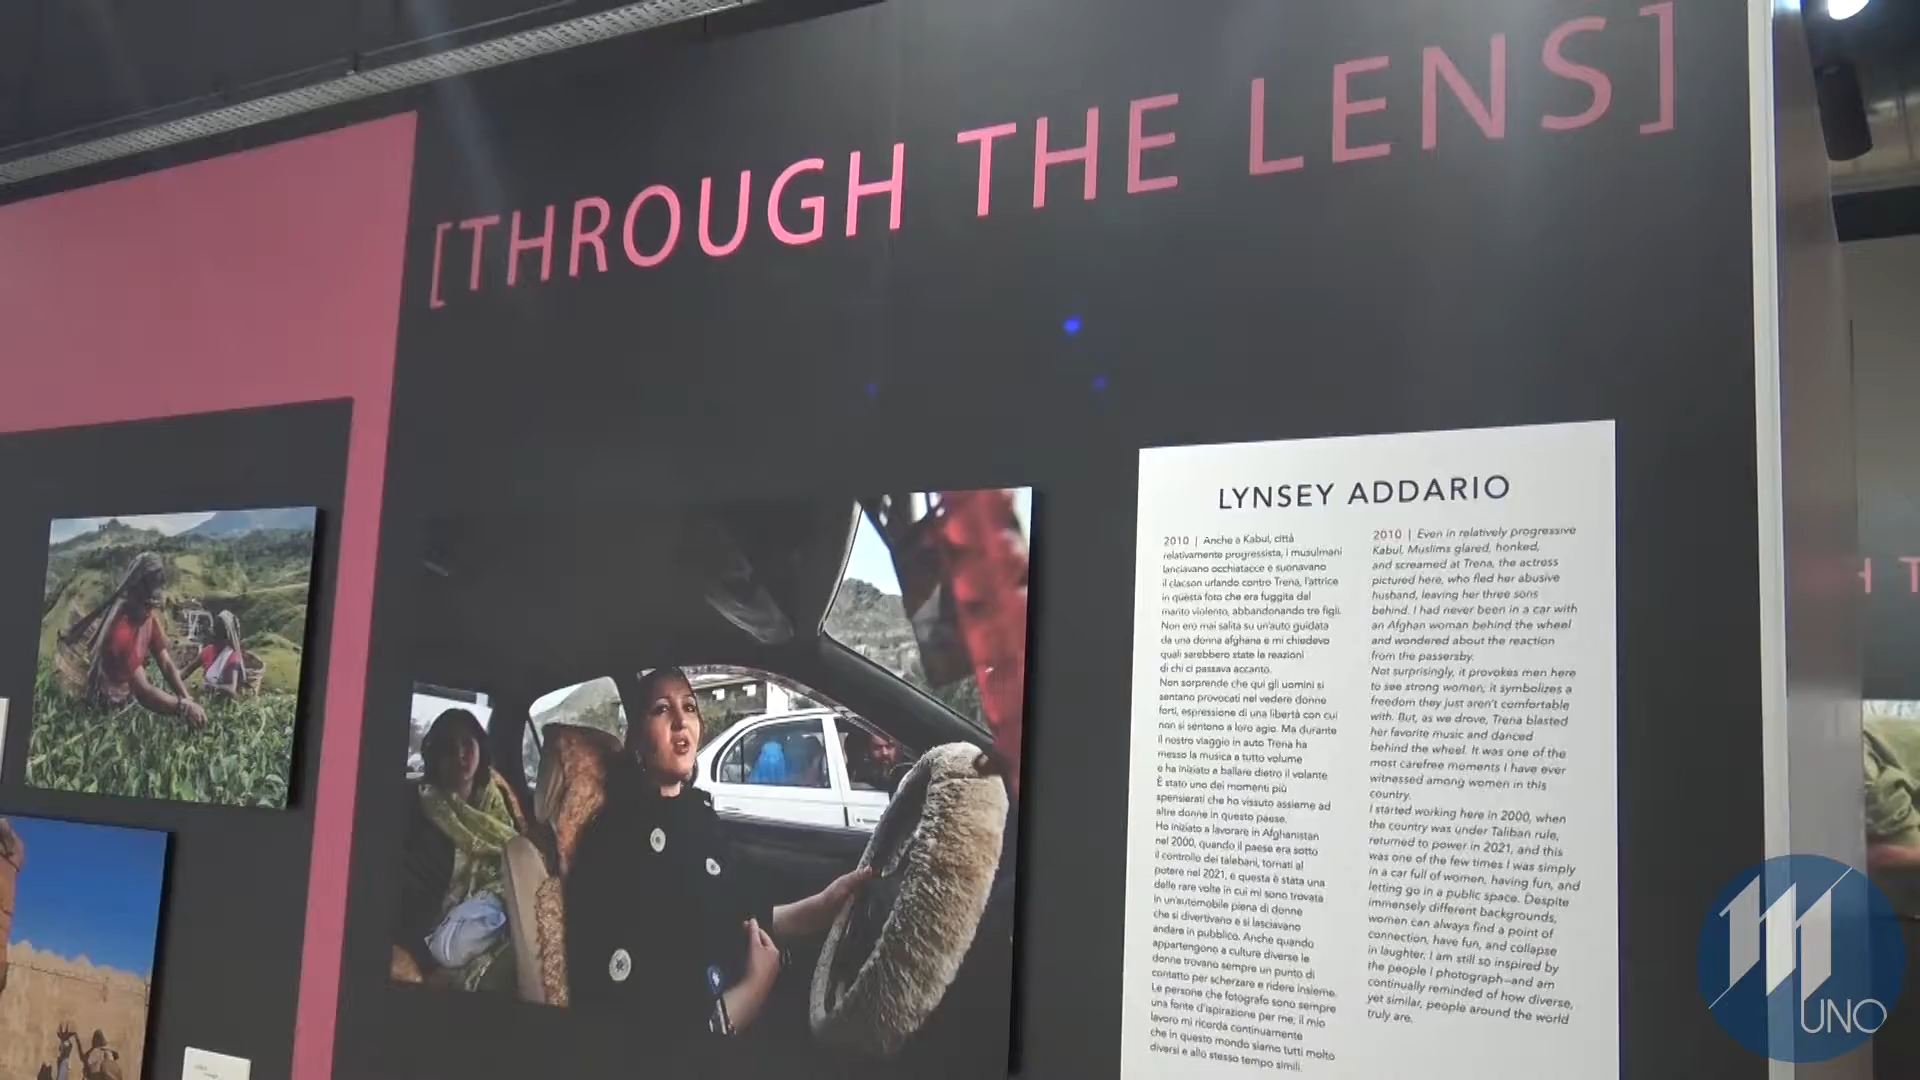 [THROUGH THE LENS]
LYNSEY ADDARIO
2010 | Anche a Kabul, città
relativamente progressista, i musulmani
lanciavano occhiatacce e suonavano
il clacson urlando contro Trena, l'attrice
in questa foto che era fuggita dal
marito violento, abbandonando tre figli.
Non ero mai salita su un'auto guidata
da una donna afghana e mi chiedevo
quali sarebbero state le reazioni
di chi ci passava accanto.
Non sorprende che qui gli uomini si
sentano provocati nel vedere donne
forti, espressione di una libertà con cui
non si sentono a loro agio. Ma durante
il nostro viaggio in auto Trena ha
messo la musica a tutto volume
e ha iniziato a ballare dietro il volante
È stato uno dei momenti più
spensierati che ho vissuto assieme ad
altre donne in questo paese.
Ho iniziato a lavorare in Afghanistan
nel 2000, quando il paese era sotto
il controllo dei talebani, tornati al
potere nel 2021, e questa è stata una
delle rare volte in cui mi sono trovata
in un'automobile piena di donne
che si divertivano e si lasciavano
andare in pubblico. Anche quando
appartengono a culture diverse le
donne trovano sempre un punto di
contatto per scherzare e ridere insieme.
Le persone che fotografo sono sempre
una fonte d'ispirazione per me; il mio
lavoro mi ricorda continuamente
che in questo mondo siamo tutti molto
diversi e allo stesso tempo simili.
2010 | Even in relatively progressive
Kabul, Muslims glared, honked,
and screamed at Trena, the actress
pictured here, who fled her abusive
husband, leaving her three sons
behind. I had never been in a car with
an Afghan woman behind the wheel
and wondered about the reaction
from the passersby.
Not surprisingly, it provokes men here
to see strong women; it symbolizes a
freedom they just aren't comfortable
with. But, as we drove, Trena blasted
her favorite music and danced
behind the wheel. It was one of the
most carefree moments I have ever
witnessed among women in this
country.
I started working here in 2000, when
the country was under Taliban rule,
returned to power in 2021, and this
was one of the few times I was simply
in a car full of women, having fun, and
letting go in a public space. Despite
immensely different backgrounds,
women can always find a point of
connection, have fun, and collapse
in laughter. I am still so inspired by
the people I photograph—and am
continually reminded of how diverse,
yet similar, people around the world
truly are.
H T
M
UNO